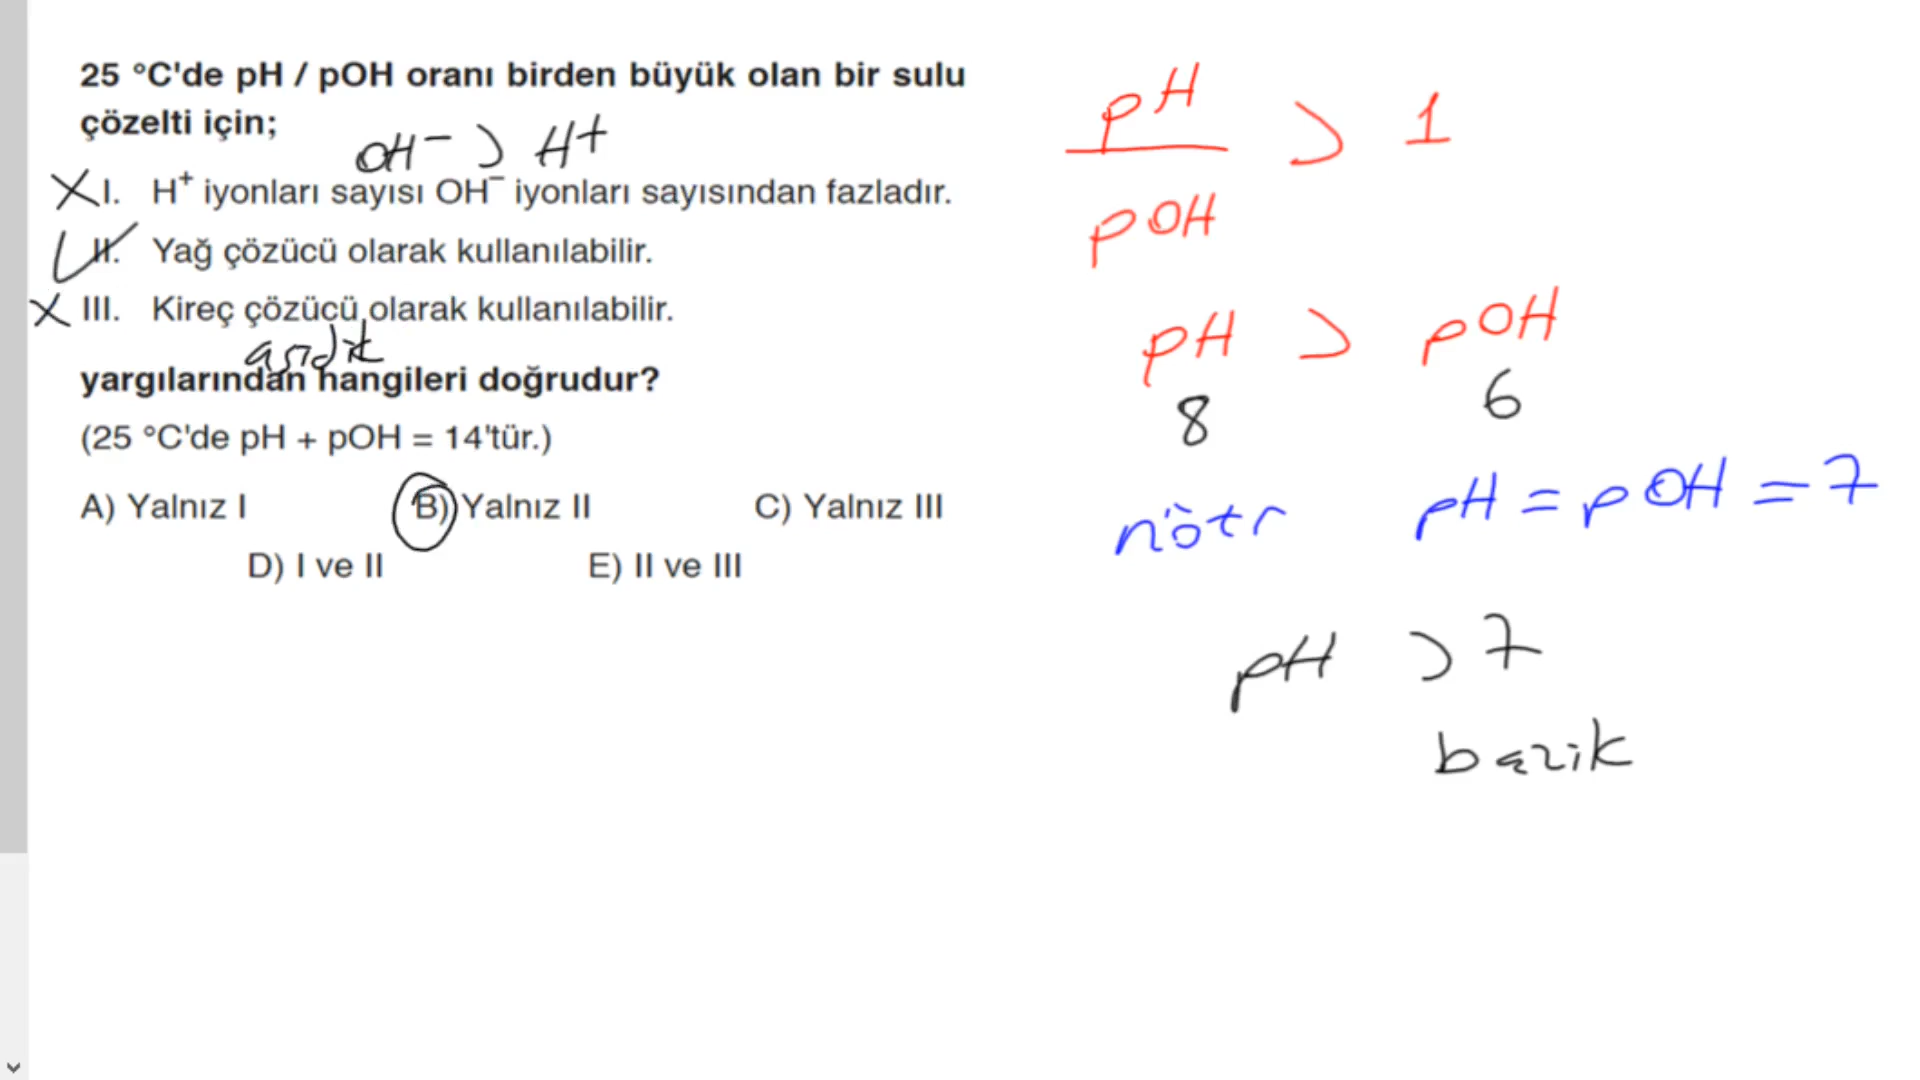 25 °C'de pH / pOH oranı birden büyük olan bir sulu
çözelti için;
OH⁻ > H+
X I. H⁺ iyonları sayısı OH⁻ iyonları sayısından fazladır.
II. Yağ çözücü olarak kullanılabilir.
X III. Kireç çözücü olarak kullanılabilir.
asidik
yargılarından hangileri doğrudur?
(25 °C'de pH + pOH = 14'tür.)
A) Yalnız I B) Yalnız II C) Yalnız III
D) I ve II E) II ve III
pH / pOH > 1
pH > pOH
8 6
nötr pH = pOH = 7
pH > 7
bazik